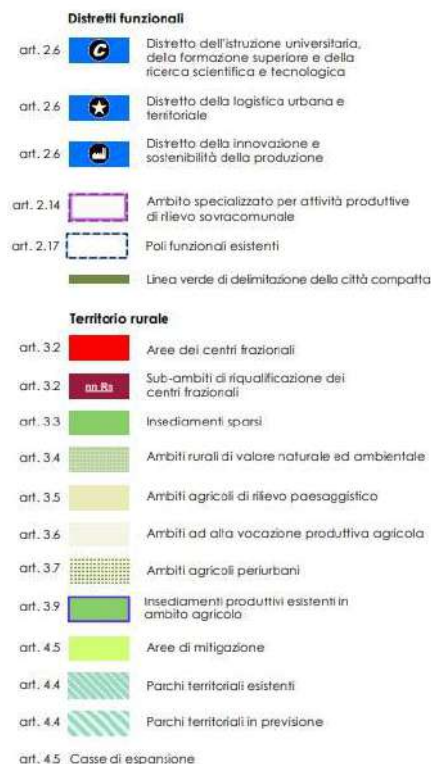 Distretti funzionali
art. 2.6 C Distretto dell'istruzione universitaria,
della formazione superiore e della
ricerca scientifica e tecnologica
art. 2.6 Distretto della logistica urbana e
territoriale
art. 2.6 Distretto della innovazione e
sostenibilità della produzione
art. 2.14 Ambito specializzato per attività produttive
di rilievo sovracomunale
art. 2.17 Poli funzionali esistenti
Linea verde di delimitazione della città compatta
Territorio rurale
art. 3.2 Aree dei centri frazionali
art. 3.2 nn Rs Sub-ambiti di riqualificazione dei
centri frazionali
art. 3.3 Insediamenti sparsi
art. 3.4 Ambiti rurali di valore naturale ed ambientale
art. 3.5 Ambiti agricoli di rilievo paesaggistico
art. 3.6 Ambiti ad alta vocazione produttiva agricola
art. 3.7 Ambiti agricoli periurbani
art. 3.9 Insediamenti produttivi esistenti in
ambito agricolo
art. 4.5 Aree di mitigazione
art. 4.4 Parchi territoriali esistenti
art. 4.4 Parchi territoriali in previsione
art. 4.5 Casse di espansione